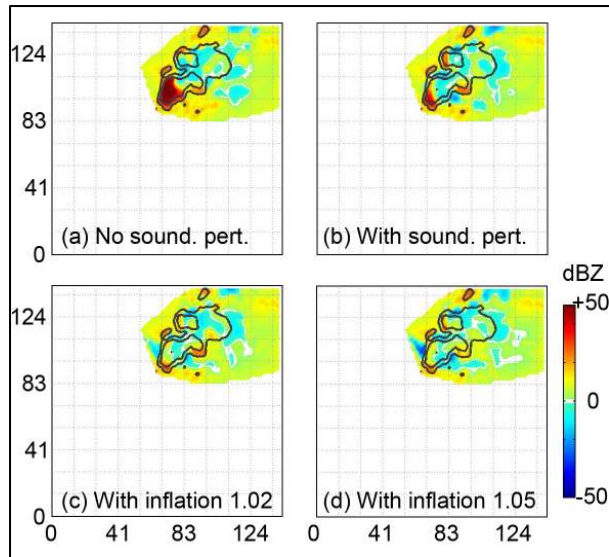 124
83
41
0
(a) No sound. pert.
(b) With sound. pert.
dBZ
+50
0
-50
124
83
41
0
(c) With inflation 1.02
(d) With inflation 1.05
0 41 83 124
0 41 83 124